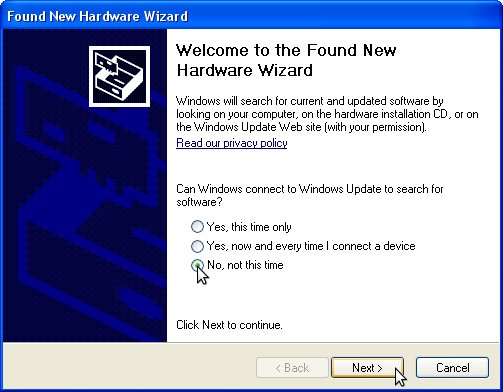 Found New Hardware Wizard
Welcome to the Found New
Hardware Wizard
Windows will search for current and updated software by
looking on your computer, on the hardware installation CD, or on
the Windows Update Web site (with your permission).
Read our privacy policy
Can Windows connect to Windows Update to search for
software?
Yes, this time only
Yes, now and every time I connect a device
No, not this time
Click Next to continue.
< Back
Next >
Cancel